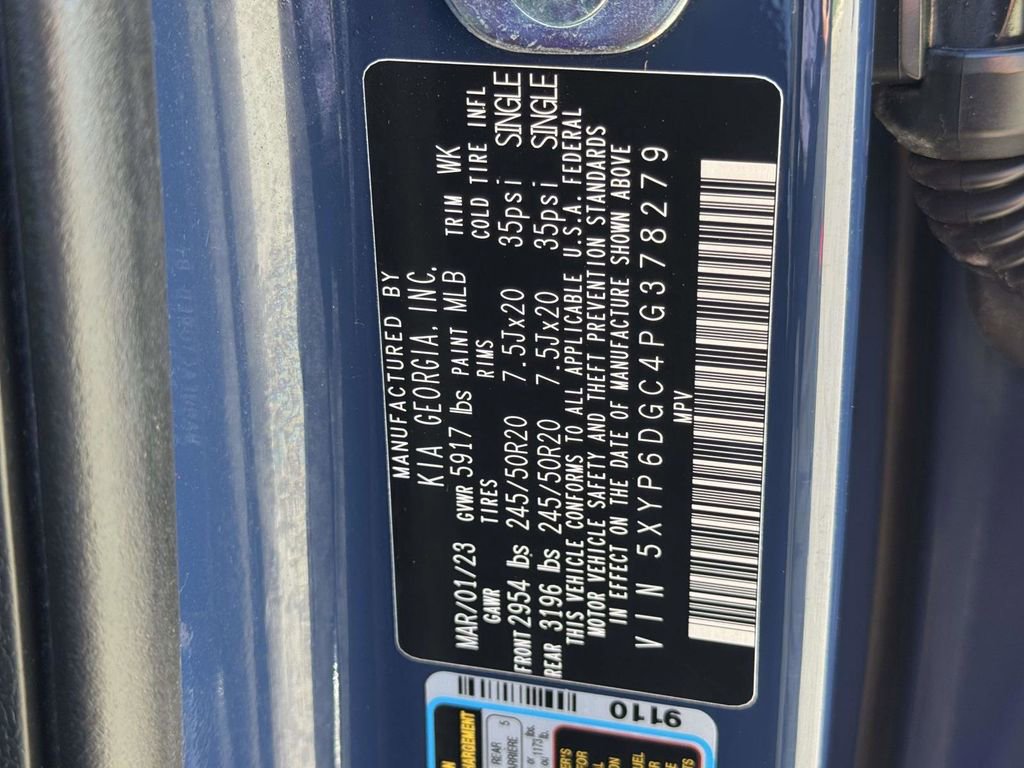 MANUFACTURED BY
KIA GEORGIA, INC.
MAR/01/23 GVWR 5917 lbs PAINT MLB TRIM WK
GAWR TIRES RIMS COLD TIRE INFL
FRONT 2954 lbs 245/50R20 7.5Jx20 35psi SINGLE
REAR 3196 lbs 245/50R20 7.5Jx20 35psi SINGLE
THIS VEHICLE CONFORMS TO ALL APPLICABLE U.S.A. FEDERAL
MOTOR VEHICLE SAFETY AND THEFT PREVENTION STANDARDS
IN EFFECT ON THE DATE OF MANUFACTURE SHOWN ABOVE
VIN 5XYP6DGC4PG378279
MPV
9110
REAR 5